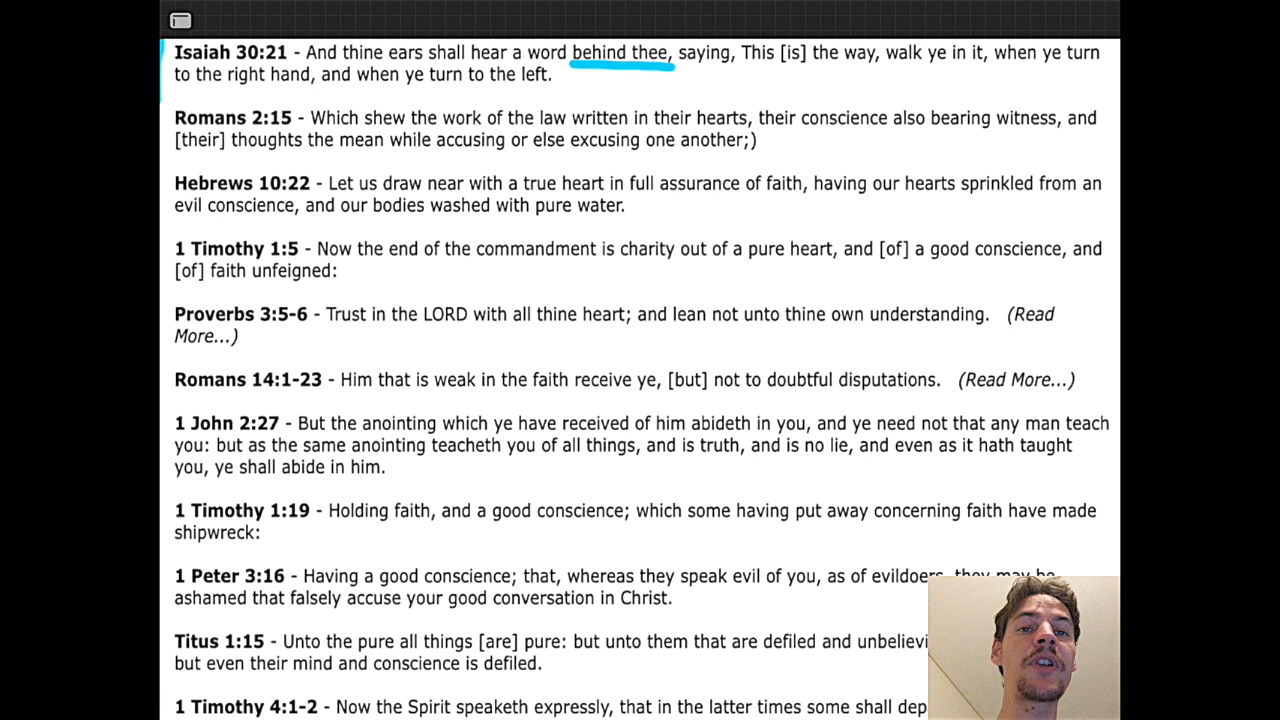 Isaiah 30:21 - And thine ears shall hear a word behind thee, saying, This [is] the way, walk ye in it, when ye turn
to the right hand, and when ye turn to the left.
Romans 2:15 - Which shew the work of the law written in their hearts, their conscience also bearing witness, and
[their] thoughts the mean while accusing or else excusing one another;)
Hebrews 10:22 - Let us draw near with a true heart in full assurance of faith, having our hearts sprinkled from an
evil conscience, and our bodies washed with pure water.
1 Timothy 1:5 - Now the end of the commandment is charity out of a pure heart, and [of] a good conscience, and
[of] faith unfeigned:
Proverbs 3:5-6 - Trust in the LORD with all thine heart; and lean not unto thine own understanding. (Read
More...)
Romans 14:1-23 - Him that is weak in the faith receive ye, [but] not to doubtful disputations. (Read More...)
1 John 2:27 - But the anointing which ye have received of him abideth in you, and ye need not that any man teach
you: but as the same anointing teacheth you of all things, and is truth, and is no lie, and even as it hath taught
you, ye shall abide in him.
1 Timothy 1:19 - Holding faith, and a good conscience; which some having put away concerning faith have made
shipwreck:
1 Peter 3:16 - Having a good conscience; that, whereas they speak evil of you, as of evildoers, they may be
ashamed that falsely accuse your good conversation in Christ.
Titus 1:15 - Unto the pure all things [are] pure: but unto them that are defiled and unbelievi
but even their mind and conscience is defiled.
1 Timothy 4:1-2 - Now the Spirit speaketh expressly, that in the latter times some shall dep